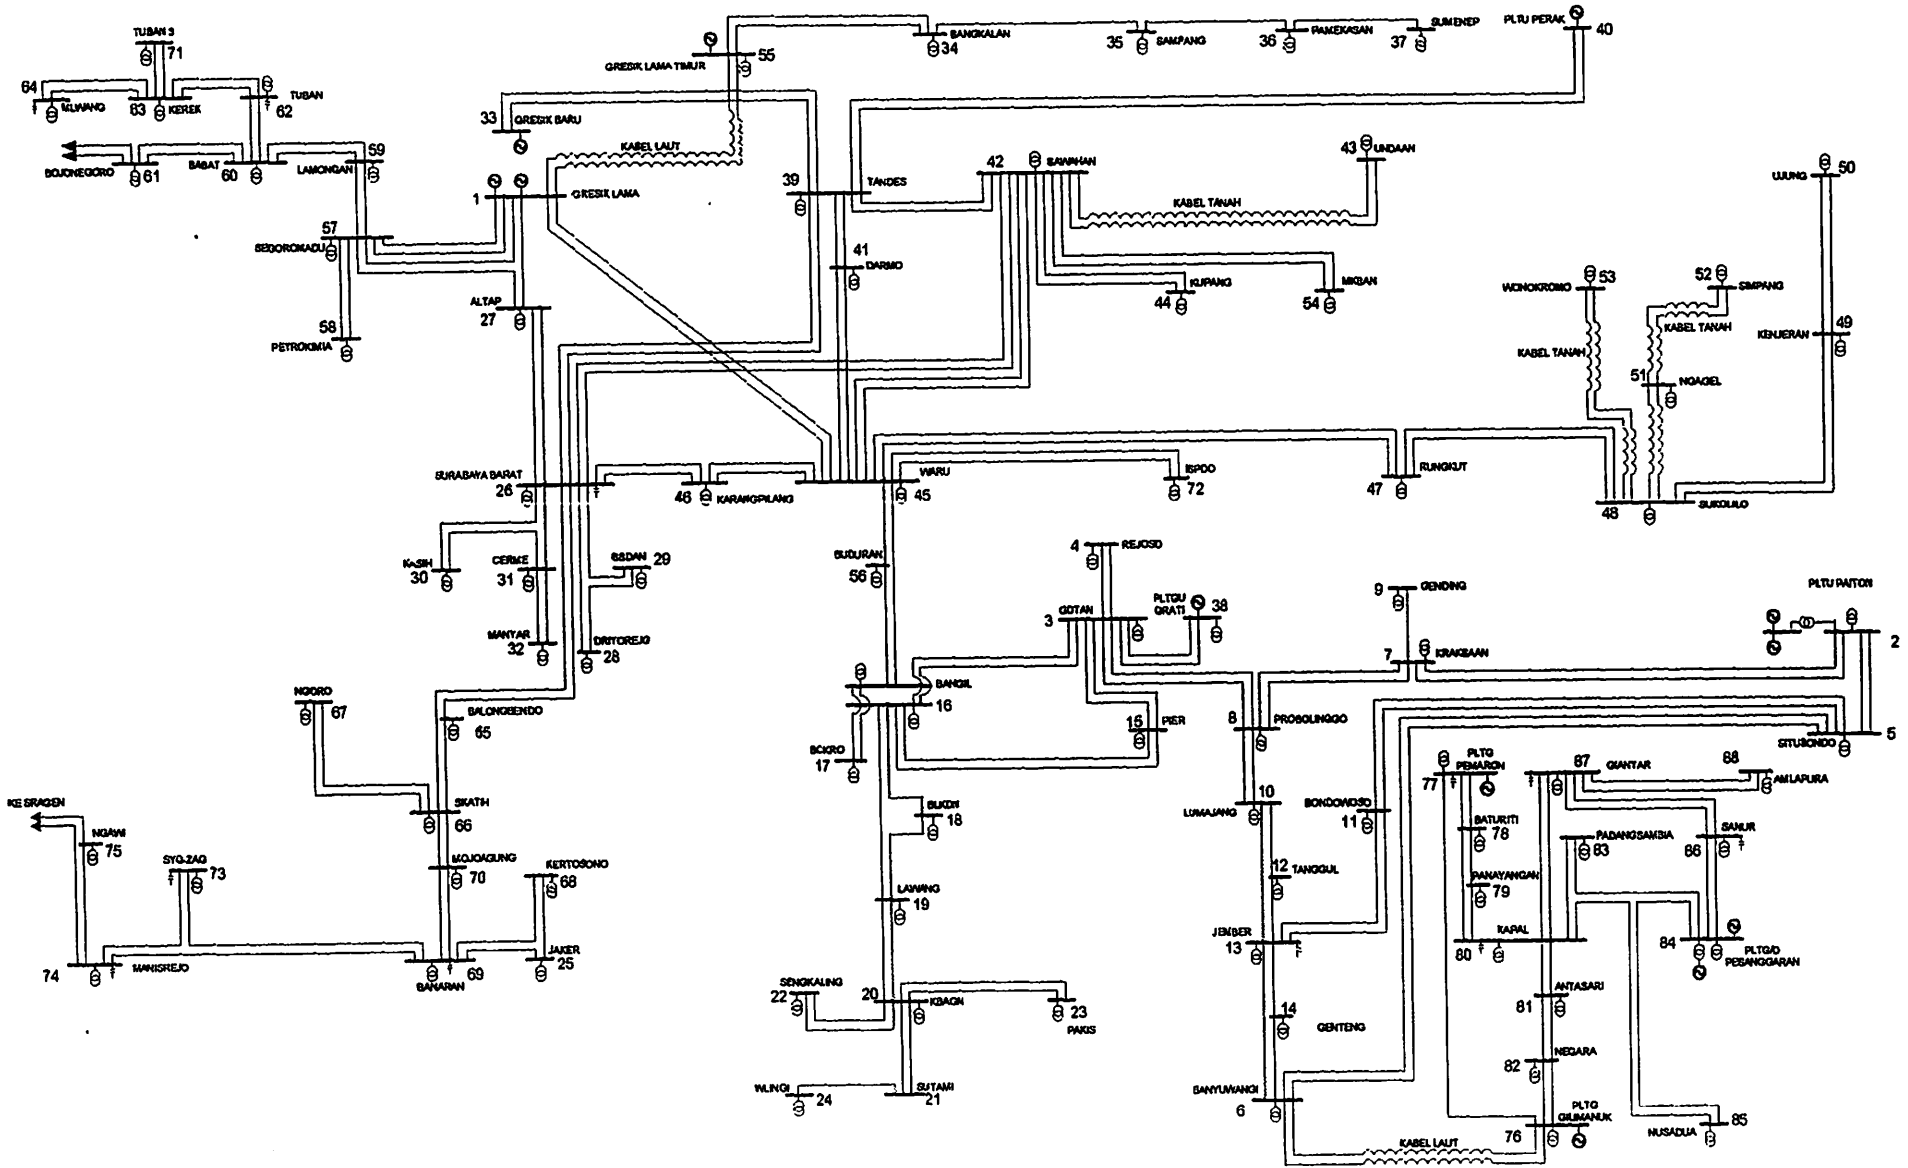 TUBAN 3
71
64
MLIWANG
83
KEREK
TUBAN
62
BOJONEGORO
61
BABAT
60
59
LAMONGAN
57
SEGOROMADU
58
PETROKIMIA
GRESIK LAMA TIMUR
55
BANGKALAN
34
35
SAMPANG
36
PAMEKASAN
SUMENEP
37
PLTU PERAK
40
33
GRESIK BARU
KABEL LAUT
1
GRESIK LAMA
ALTAP
27
39
TANDES
41
DARMO
42
SAWAHAN
43
UNDAAN
KABEL TANAH
KUPANG
44
54
UJUNG
50
WONOKROMO
53
52
SIMPANG
KABEL TANAH
KABEL TANAH
KENJERAN
49
51
NGAGEL
SURABAYA BARAT
26
46
KARANGPILANG
WARU
45
ISPDO
72
47
RUNGKUT
48
SUKOLILO
KASIH
30
CERME
31
BBDAN
29
MANYAR
32
DRIYOREJO
28
BUDURAN
56
4
REJOSO
3
GDTAN
PLTGU
GRATI
38
9
GENDING
7
KRAKSAAN
PLTU PAITON
2
BANGIL
16
BCKRO
17
15
PIER
8
PROBOLINGGO
SITUBONDO
5
NGORO
67
BALONGBENDO
65
SKATIH
66
MOJOAGUNG
70
KERTOSONO
68
JAKER
25
KE SRAGEN
NGAWI
75
SYG-ZAG
73
74
MANISREJO
BANARAN
69
BLKDN
18
LAWANG
19
SENGKALING
22
20
KBAGN
23
PAKIS
WLINGI
24
SUTAMI
21
10
LUMAJANG
BONDOWOSO
11
12
TANGGUL
JEMBER
13
14
GENTENG
BANYUWANGI
6
KABEL LAUT
PLTG
PEMARON
77
BATURITI
78
PANAYANGAN
79
KAPAL
80
87
GIANYAR
88
AMLAPURA
PADANGSAMBIA
83
SANUR
86
84
PLTG/D
PESANGGARAN
ANTASARI
81
NEGARA
82
PLTG
GILIMANUK
76
NUSADUA
85